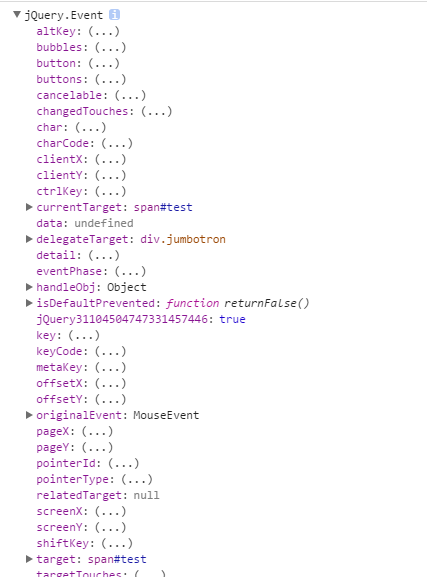 jQuery.Event i
altKey: (...)
bubbles: (...)
button: (...)
buttons: (...)
cancelable: (...)
changedTouches: (...)
char: (...)
charCode: (...)
clientX: (...)
clientY: (...)
ctrlKey: (...)
currentTarget: span#test
data: undefined
delegateTarget: div.jumbotron
detail: (...)
eventPhase: (...)
handleObj: Object
isDefaultPrevented: function returnFalse()
jQuery31104504747331457446: true
key: (...)
keyCode: (...)
metaKey: (...)
offsetX: (...)
offsetY: (...)
originalEvent: MouseEvent
pageX: (...)
pageY: (...)
pointerId: (...)
pointerType: (...)
relatedTarget: null
screenX: (...)
screenY: (...)
shiftKey: (...)
target: span#test
targetTouches: (...)